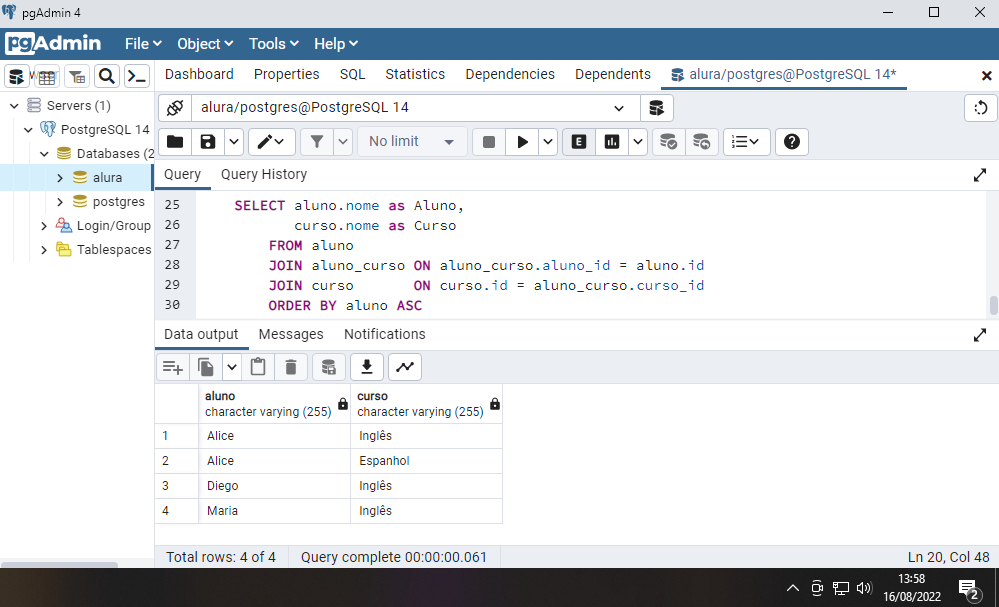 pgAdmin 4
pgAdmin File Object Tools Help
Dashboard Properties SQL Statistics Dependencies Dependents alura/postgres@PostgreSQL 14*
Servers (1)
PostgreSQL 14
Databases (2
alura
postgres
Login/Group
Tablespaces
alura/postgres@PostgreSQL 14
No limit E
Query Query History
25 SELECT aluno.nome as Aluno,
26 curso.nome as Curso
27 FROM aluno
28 JOIN aluno_curso ON aluno_curso.aluno_id = aluno.id
29 JOIN curso ON curso.id = aluno_curso.curso_id
30 ORDER BY aluno ASC
Data output Messages Notifications
aluno curso
character varying (255) character varying (255)
1 Alice Inglês
2 Alice Espanhol
3 Diego Inglês
4 Maria Inglês
Total rows: 4 of 4 Query complete 00:00:00.061 Ln 20, Col 48
13:58
16/08/2022
2